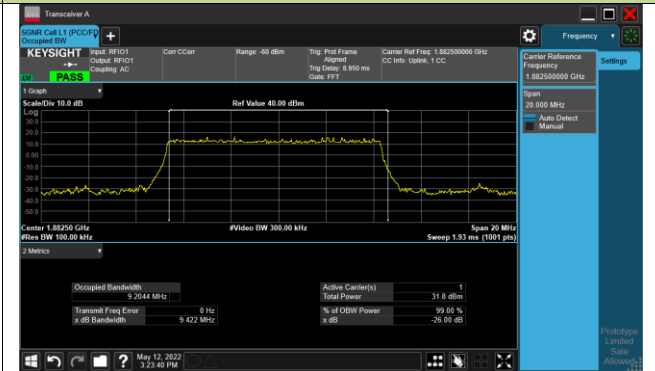 Transceiver A
5GNR Cell L1 (PCC/F
Occupied BW
Frequency
KEYSIGHT
Input: RFIO1
Output: RFIO1
Coupling: AC
Corr CCorr
Range -60 dBm
Trig: Prot Frame
Aligned
Trig Delay: 8.950 ms
Gate: FFT
Carrier Ref Freq: 1.882500000 GHz
CC Info: Uplink, 1 CC
PASS
Carrier Reference
Frequency
1.882500000 GHz
Settings
Span
20.000 MHz
Auto Detect
Manual
1 Graph
Scale/Div 10.0 dB
Ref Value 40.00 dBm
Log
30.0
20.0
10.0
0.00
-10.0
-20.0
-30.0
-40.0
-50.0
Center 1.88250 GHz
#Video BW 300.00 kHz
Span 20 MHz
#Res BW 100.00 kHz
Sweep 1.93 ms (1001 pts)
2 Metrics
Occupied Bandwidth
9.2044 MHz
Active Carrier(s) 1
Total Power 31.8 dBm
Transmit Freq Error 0 Hz
x dB Bandwidth 9.422 MHz
% of OBW Power 99.00 %
x dB -26.00 dB
Prototype
Limited
Sale
Allowed
May 12, 2022
3:23:40 PM